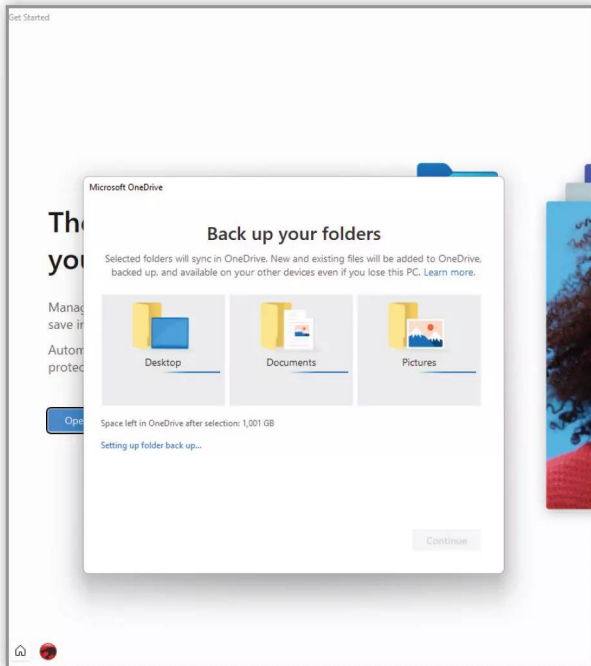 Get Started
Microsoft OneDrive
Back up your folders
Selected folders will sync in OneDrive. New and existing files will be added to OneDrive,
backed up, and available on your other devices even if you lose this PC. Learn more.
Desktop
Documents
Pictures
Space left in OneDrive after selection: 1,001 GB
Setting up folder back up...
Continue